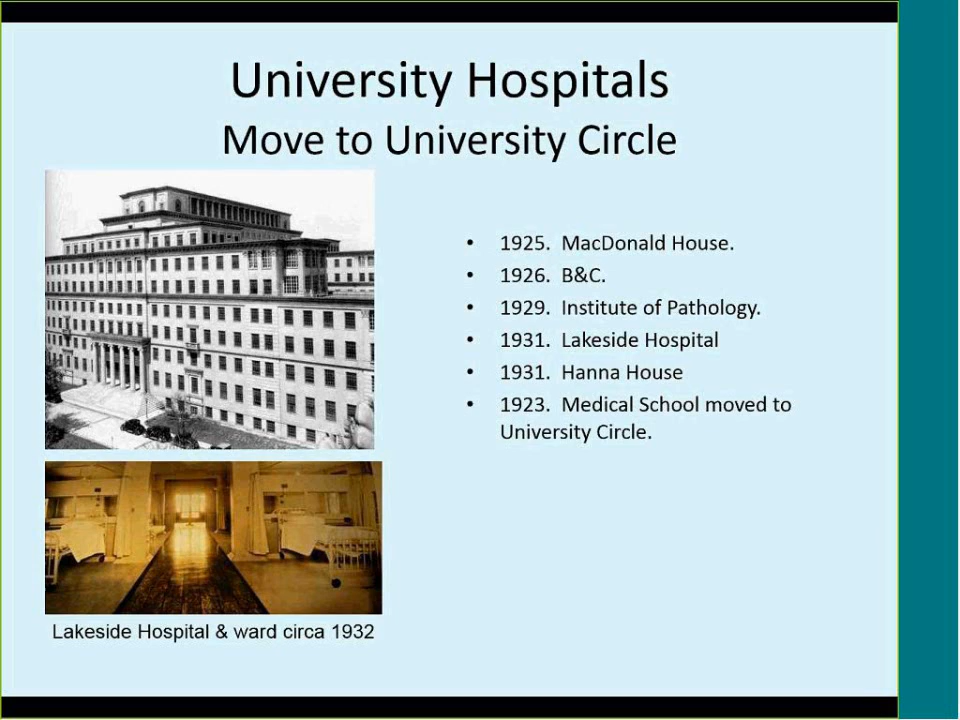 University Hospitals
Move to University Circle
• 1925. MacDonald House.
• 1926. B&C.
• 1929. Institute of Pathology.
• 1931. Lakeside Hospital
• 1931. Hanna House
• 1923. Medical School moved to
University Circle.
Lakeside Hospital & ward circa 1932